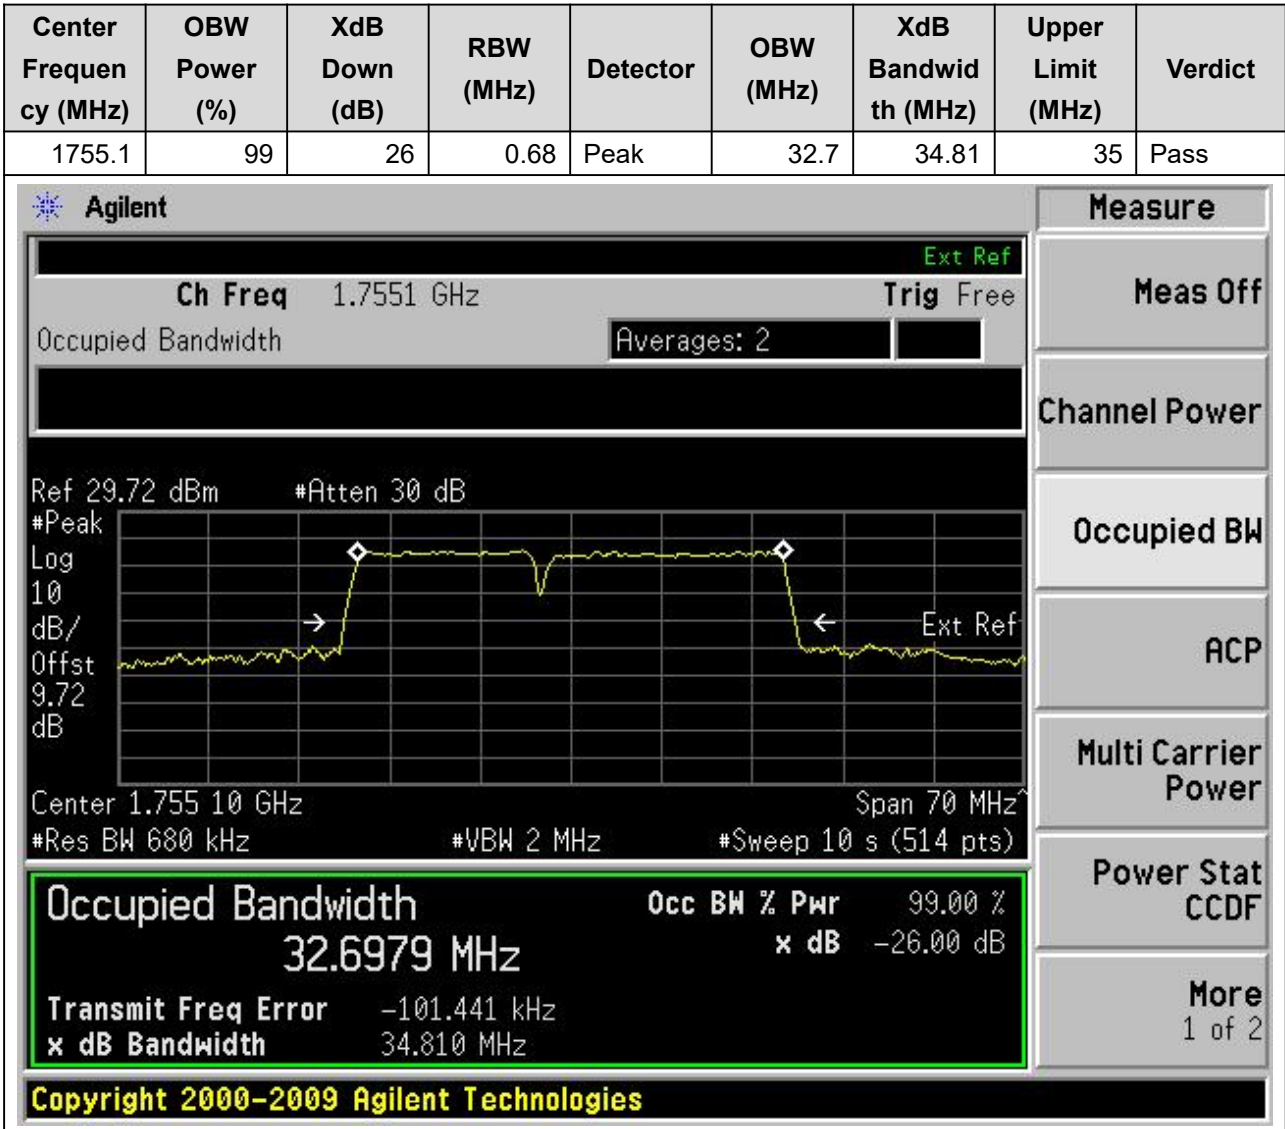 Center Frequen cy (MHz) OBW Power (%) XdB Down (dB) RBW (MHz) Detector OBW (MHz) XdB Bandwid th (MHz) Upper Limit (MHz) Verdict
1755.1 99 26 0.68 Peak 32.7 34.81 35 Pass
Agilent
Ext Ref
Ch Freq 1.7551 GHz Trig Free
Occupied Bandwidth Averages: 2
Ref 29.72 dBm #Atten 30 dB
#Peak
Log
10
dB/
Offst
9.72
dB
Ext Ref
Center 1.755 10 GHz Span 70 MHz^
#Res BW 680 kHz #VBW 2 MHz #Sweep 10 s (514 pts)
Occupied Bandwidth
32.6979 MHz
Occ BW % Pwr 99.00 %
x dB -26.00 dB
Transmit Freq Error -101.441 kHz
x dB Bandwidth 34.810 MHz
Copyright 2000-2009 Agilent Technologies
Measure
Meas Off
Channel Power
Occupied BW
ACP
Multi Carrier
Power
Power Stat
CCDF
More
1 of 2